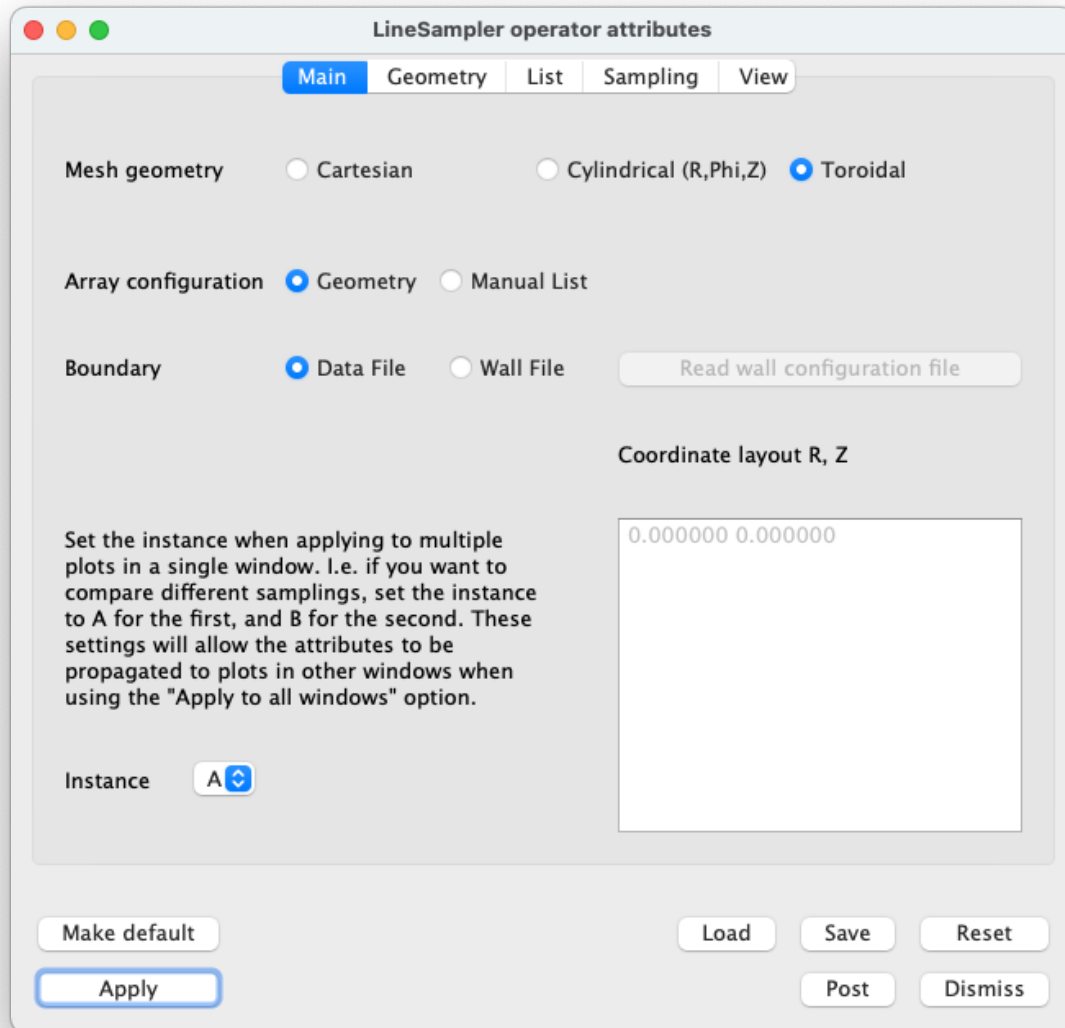 LineSampler operator attributes
Main Geometry List Sampling View
Mesh geometry Cartesian Cylindrical (R,Phi,Z) Toroidal
Array configuration Geometry Manual List
Boundary Data File Wall File Read wall configuration file
Coordinate layout R, Z
0.000000 0.000000
Set the instance when applying to multiple
plots in a single window. I.e. if you want to
compare different samplings, set the instance
to A for the first, and B for the second. These
settings will allow the attributes to be
propagated to plots in other windows when
using the "Apply to all windows" option.
Instance A
Make default Load Save Reset
Apply Post Dismiss